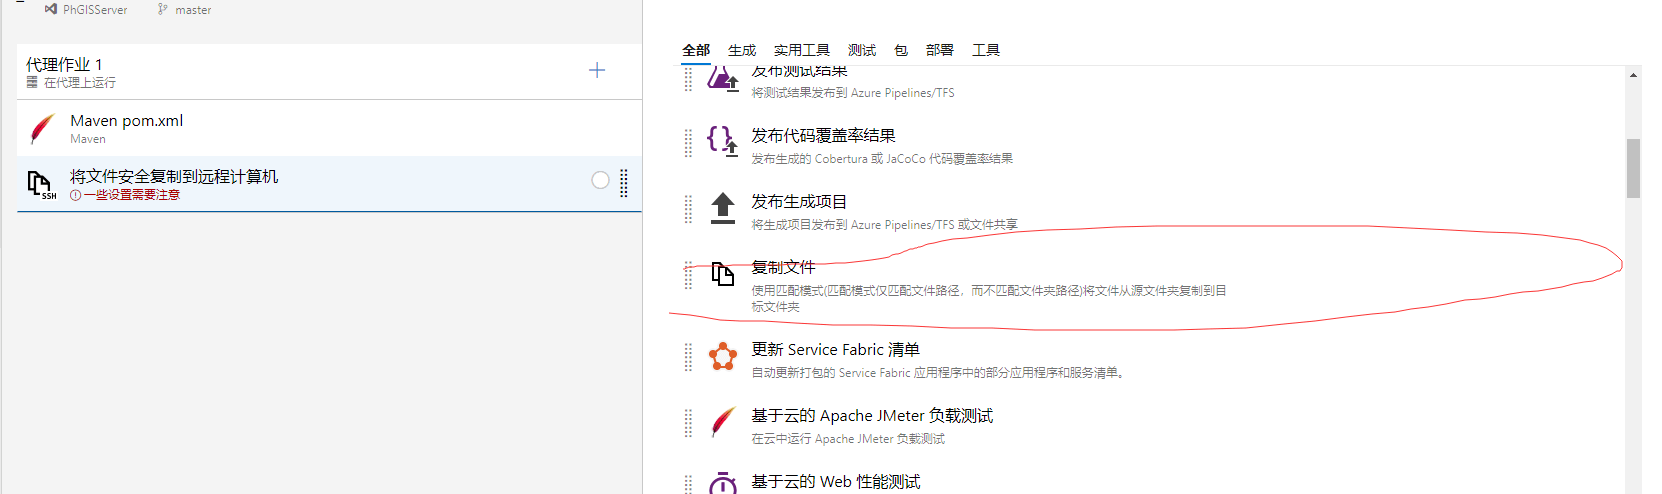 PhGISServer
master
代理作业 1
在代理上运行
Maven pom.xml
Maven
将文件安全复制到远程计算机
SSH
一些设置需要注意
全部 生成 实用工具 测试 包 部署 工具
发布测试结果
将测试结果发布到 Azure Pipelines/TFS
发布代码覆盖率结果
发布生成的 Cobertura 或 JaCoCo 代码覆盖率结果
发布生成项目
将生成项目发布到 Azure Pipelines/TFS 或文件共享
复制文件
使用匹配模式(匹配模式仅匹配文件路径，而不匹配文件夹路径)将文件从源文件夹复制到目
标文件夹
更新 Service Fabric 清单
自动更新打包的 Service Fabric 应用程序中的部分应用程序和服务清单。
基于云的 Apache JMeter 负载测试
在云中运行 Apache JMeter 负载测试
基于云的 Web 性能测试